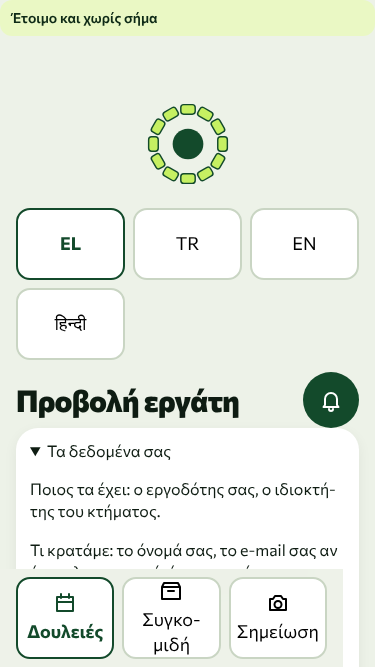 Έτοιμο και χωρίς σήμα
EL
TR
EN
हिन्दी
Προβολή εργάτη
▼ Τα δεδομένα σας
Ποιος τα έχει: ο εργοδότης σας, ο ιδιοκτή-
της του κτήματος.
Τι κρατάμε: το όνομά σας, το e-mail σας αν
Δουλειές
Συγκο-
μιδή
Σημείωση